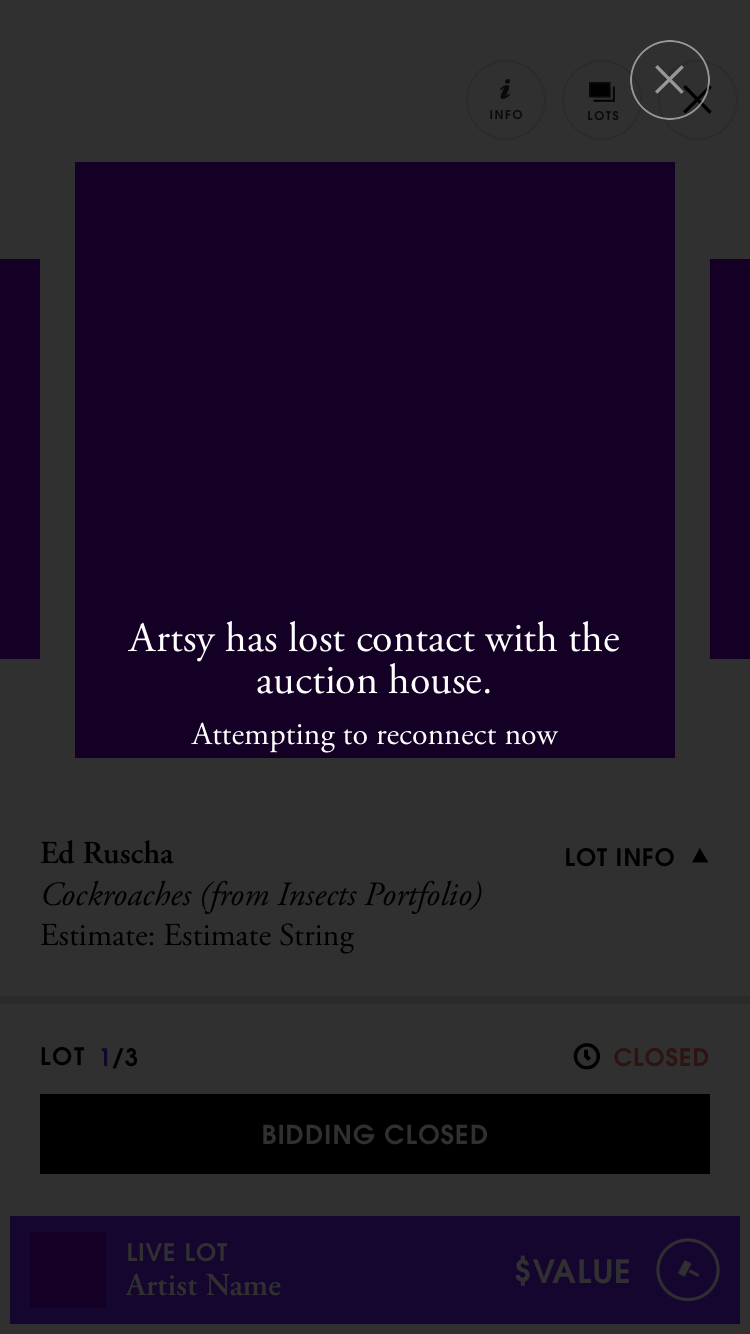 INFO
LOTS
Artsy has lost contact with the
auction house.
Attempting to reconnect now
Ed Ruscha
LOT INFO
Cockroaches (from Insects Portfolio)
Estimate: Estimate String
LOT 1/3
CLOSED
BIDDING CLOSED
LIVE LOT
Artist Name
$VALUE